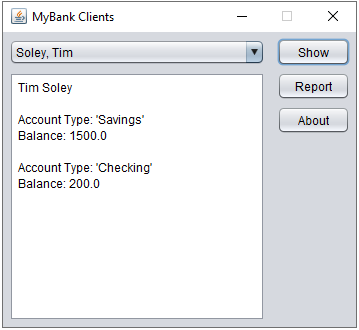 MyBank Clients
Soley, Tim
Show
Tim Soley
Report
Account Type: 'Savings'
About
Balance: 1500.0
Account Type: 'Checking'
Balance: 200.0